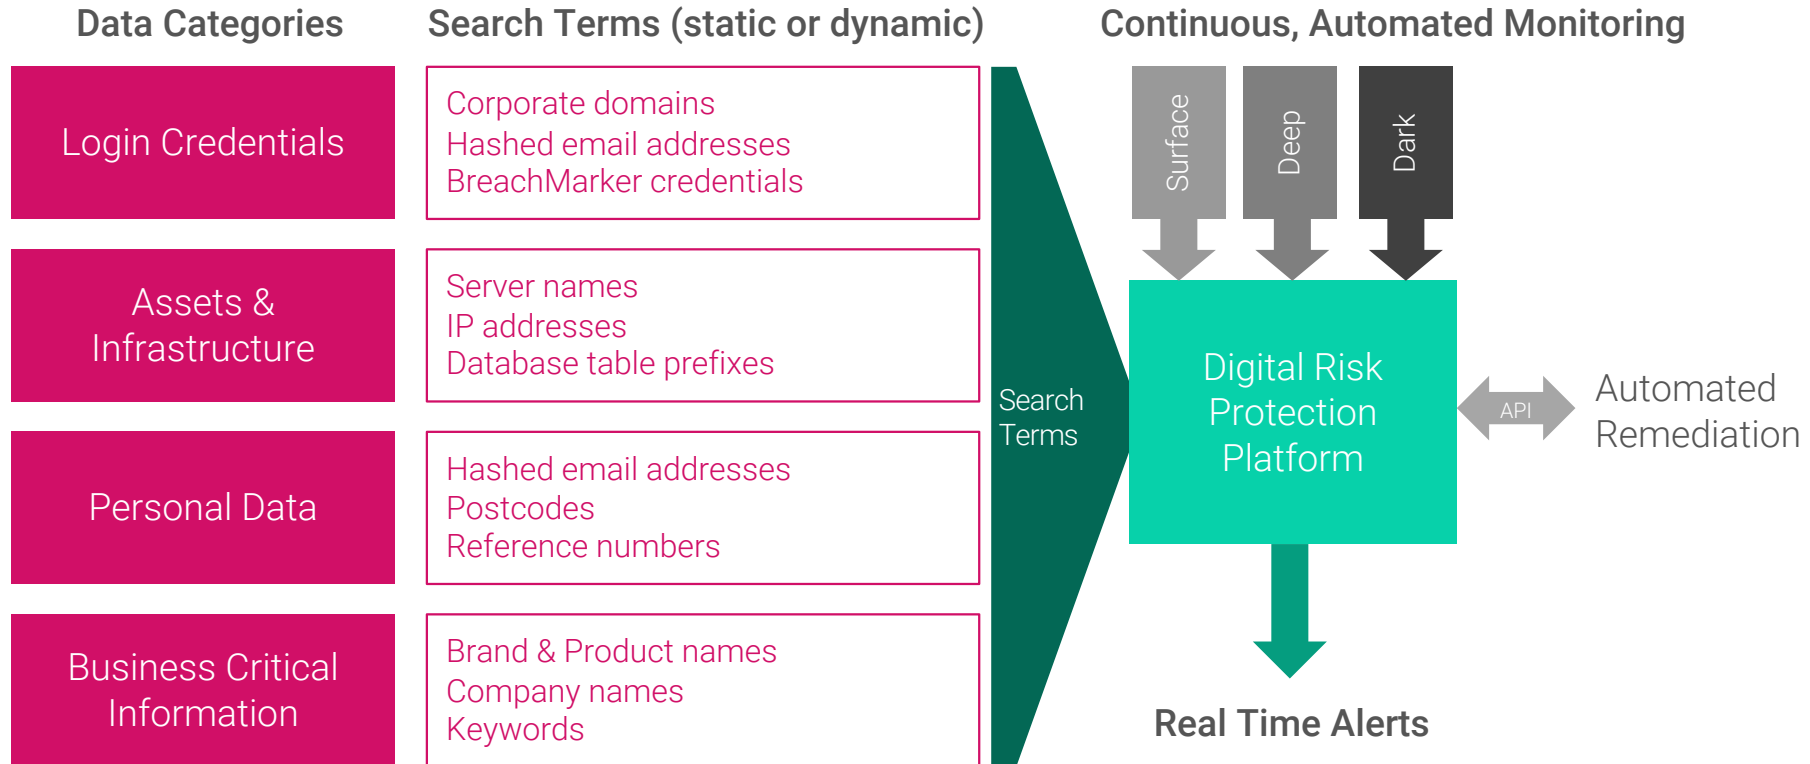 Data Categories
Search Terms (static or dynamic)
Continuous, Automated Monitoring
Login Credentials
Corporate domains
Hashed email addresses
BreachMarker credentials
Assets &
Infrastructure
Server names
IP addresses
Database table prefixes
Personal Data
Hashed email addresses
Postcodes
Reference numbers
Business Critical
Information
Brand & Product names
Company names
Keywords
Search
Terms
Surface
Deep
Dark
Digital Risk
Protection
Platform
API
Automated
Remediation
Real Time Alerts